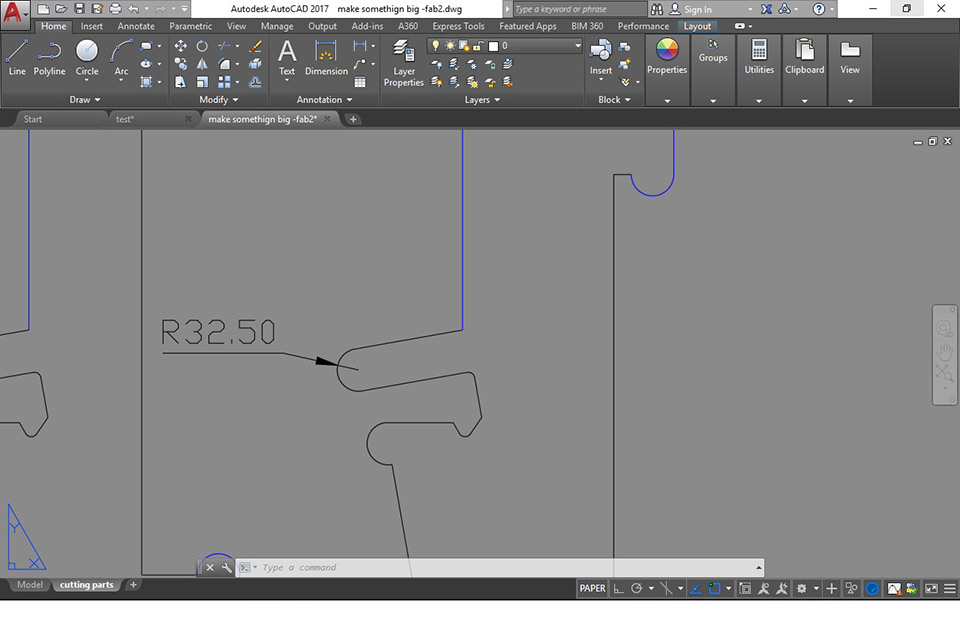 Autodesk AutoCAD 2017 make somethign big -fab2.dwg
Type a keyword or phrase
Sign In
Home Insert Annotate Parametric View Manage Output Add-ins A360 Express Tools Featured Apps BIM 360 Performance Layout
Line Polyline Circle Arc
Text Dimension
Layer Properties
0
Insert
Properties Groups Utilities Clipboard View
Draw Modify Annotation Layers Block
Start test* make somethign big -fab2*
R32.50
Y
X
Type a command
Model cutting parts
PAPER